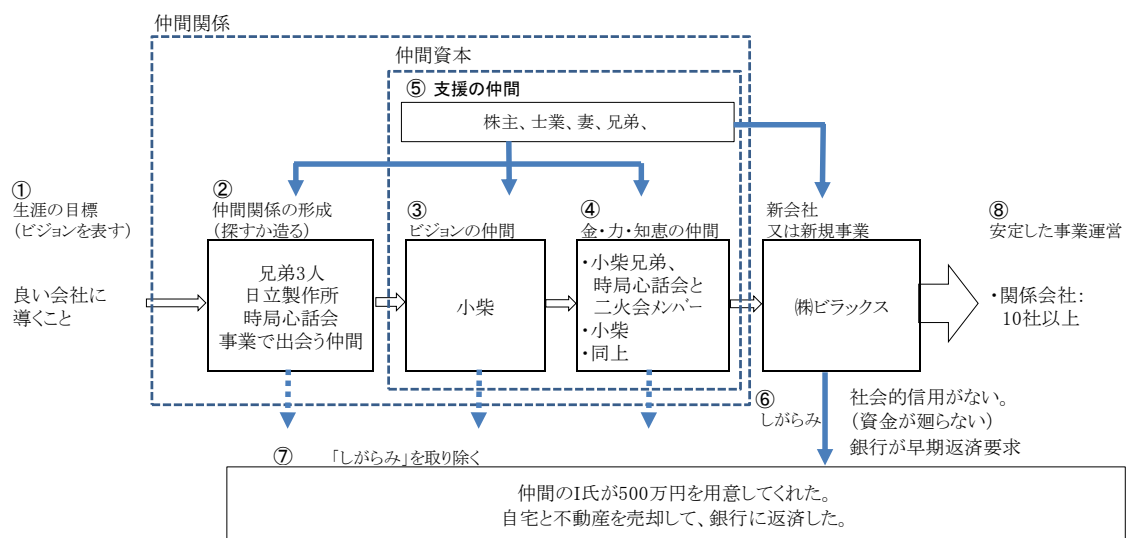 仲間関係
仲間資本
⑤ 支援の仲間
株主、士業、妻、兄弟、
①
生涯の目標
(ビジョンを表す)
良い会社に
導くこと
②
仲間関係の形成
(探すか造る)
兄弟3人
日立製作所
時局心話会
事業で出会う仲間
③
ビジョンの仲間
小柴
④
金・力・知恵の仲間
・小柴兄弟、
時局心話会と
二火会メンバー
・小柴
・同上
新会社
又は新規事業
㈱ビラックス
⑧
安定した事業運営
・関係会社:
10社以上
⑥
しがらみ
社会的信用がない。
(資金が廻らない)
銀行が早期返済要求
⑦ 「しがらみ」を取り除く
仲間のI氏が500万円を用意してくれた。
自宅と不動産を売却して、銀行に返済した。